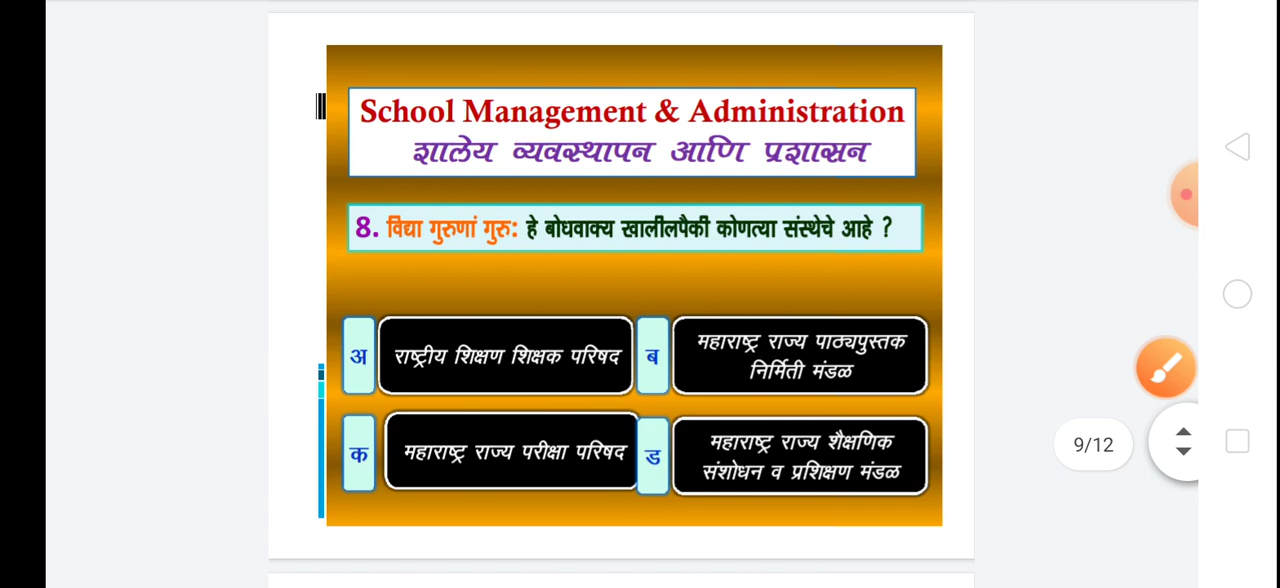 School Management & Administration
शालेय व्यवस्थापन आणि प्रशासन
8. विद्या गुरुणां गुरु: हे बोधवाक्य खालीलपैकी कोणत्या संस्थेचे आहे ?
अ
राष्ट्रीय शिक्षण शिक्षक परिषद
ब
महाराष्ट्र राज्य पाठ्यपुस्तक
निर्मिती मंडळ
क
महाराष्ट्र राज्य परीक्षा परिषद
ड
महाराष्ट्र राज्य शैक्षणिक
संशोधन व प्रशिक्षण मंडळ
9/12